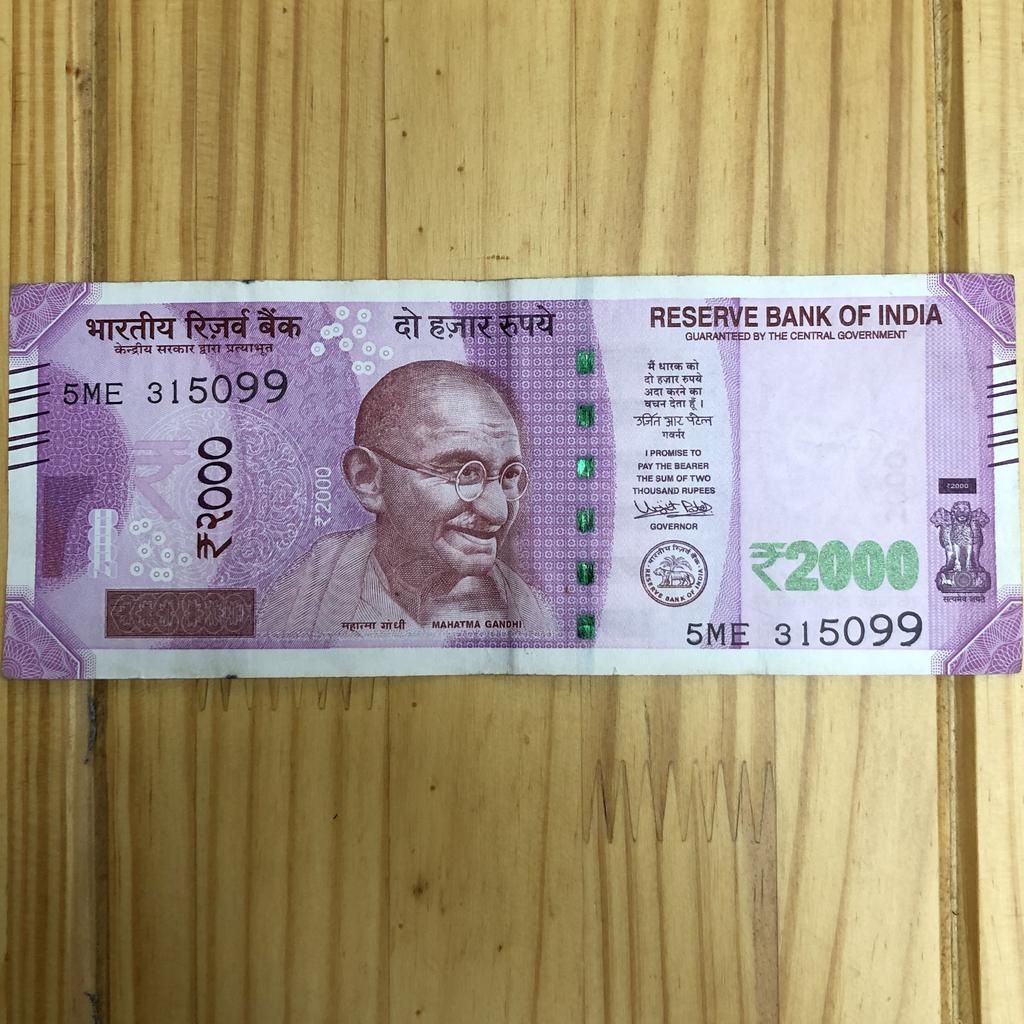 भारतीय रिज़र्व बैंक
केन्द्रीय सरकार द्वारा प्रत्याभूत
दो हज़ार रुपये
RESERVE BANK OF INDIA
GUARANTEED BY THE CENTRAL GOVERNMENT
5ME 315099
₹२०००
₹2000
मैं धारक को
दो हज़ार रुपये
अदा करने का
वचन देता हूँ ।
उर्जित आर पटेल
गवर्नर
I PROMISE TO
PAY THE BEARER
THE SUM OF TWO
THOUSAND RUPEES
GOVERNOR
भारतीय रिज़र्व बैंक
RESERVE BANK OF INDIA
₹2000
₹2000
सत्यमेव जयते
महात्मा गांधी MAHATMA GANDHI
5ME 315099